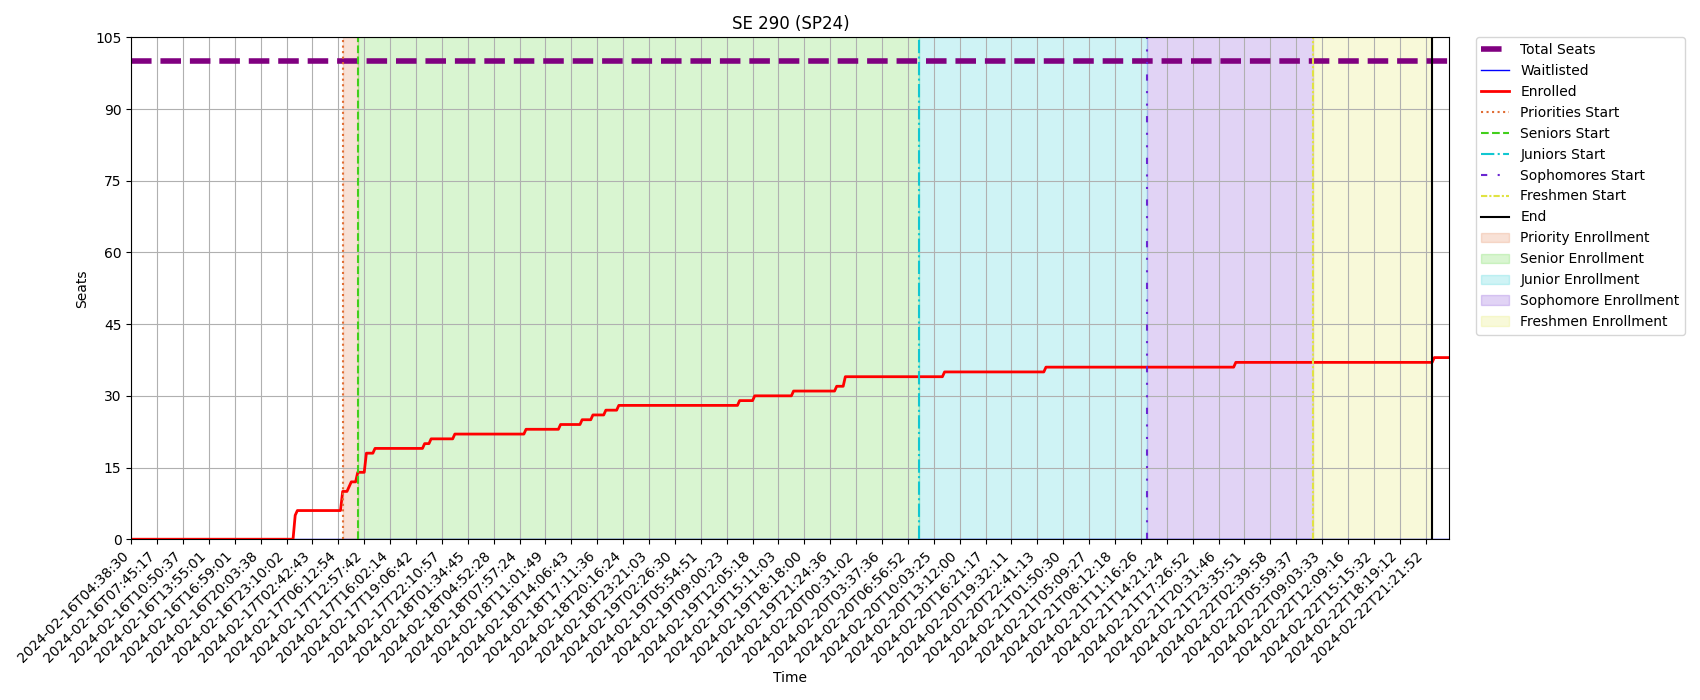 SE 290 (SP24)
105
90
75
60
45
30
15
0
Seats
2024-02-16T04:38:30
2024-02-16T07:45:17
2024-02-16T10:50:37
2024-02-16T13:55:01
2024-02-16T16:59:01
2024-02-16T20:03:38
2024-02-16T23:10:02
2024-02-17T02:42:43
2024-02-17T06:12:54
2024-02-17T12:57:42
2024-02-17T16:02:14
2024-02-17T19:06:42
2024-02-17T22:10:57
2024-02-18T01:34:45
2024-02-18T04:52:28
2024-02-18T07:57:24
2024-02-18T11:01:49
2024-02-18T14:06:43
2024-02-18T17:11:36
2024-02-18T20:16:24
2024-02-18T23:21:03
2024-02-19T02:26:30
2024-02-19T05:54:51
2024-02-19T09:00:23
2024-02-19T12:05:18
2024-02-19T15:11:03
2024-02-19T18:18:00
2024-02-19T21:24:36
2024-02-20T00:31:02
2024-02-20T03:37:36
2024-02-20T06:56:52
2024-02-20T10:03:25
2024-02-20T13:12:00
2024-02-20T16:21:17
2024-02-20T19:32:11
2024-02-20T22:41:13
2024-02-21T01:50:30
2024-02-21T05:09:27
2024-02-21T08:12:18
2024-02-21T11:16:26
2024-02-21T14:21:24
2024-02-21T17:26:52
2024-02-21T20:31:46
2024-02-21T23:35:51
2024-02-22T02:39:58
2024-02-22T05:59:37
2024-02-22T09:03:33
2024-02-22T12:09:16
2024-02-22T15:15:32
2024-02-22T18:19:12
2024-02-22T21:21:52
Time
Total Seats
Waitlisted
Enrolled
Priorities Start
Seniors Start
Juniors Start
Sophomores Start
Freshmen Start
End
Priority Enrollment
Senior Enrollment
Junior Enrollment
Sophomore Enrollment
Freshmen Enrollment